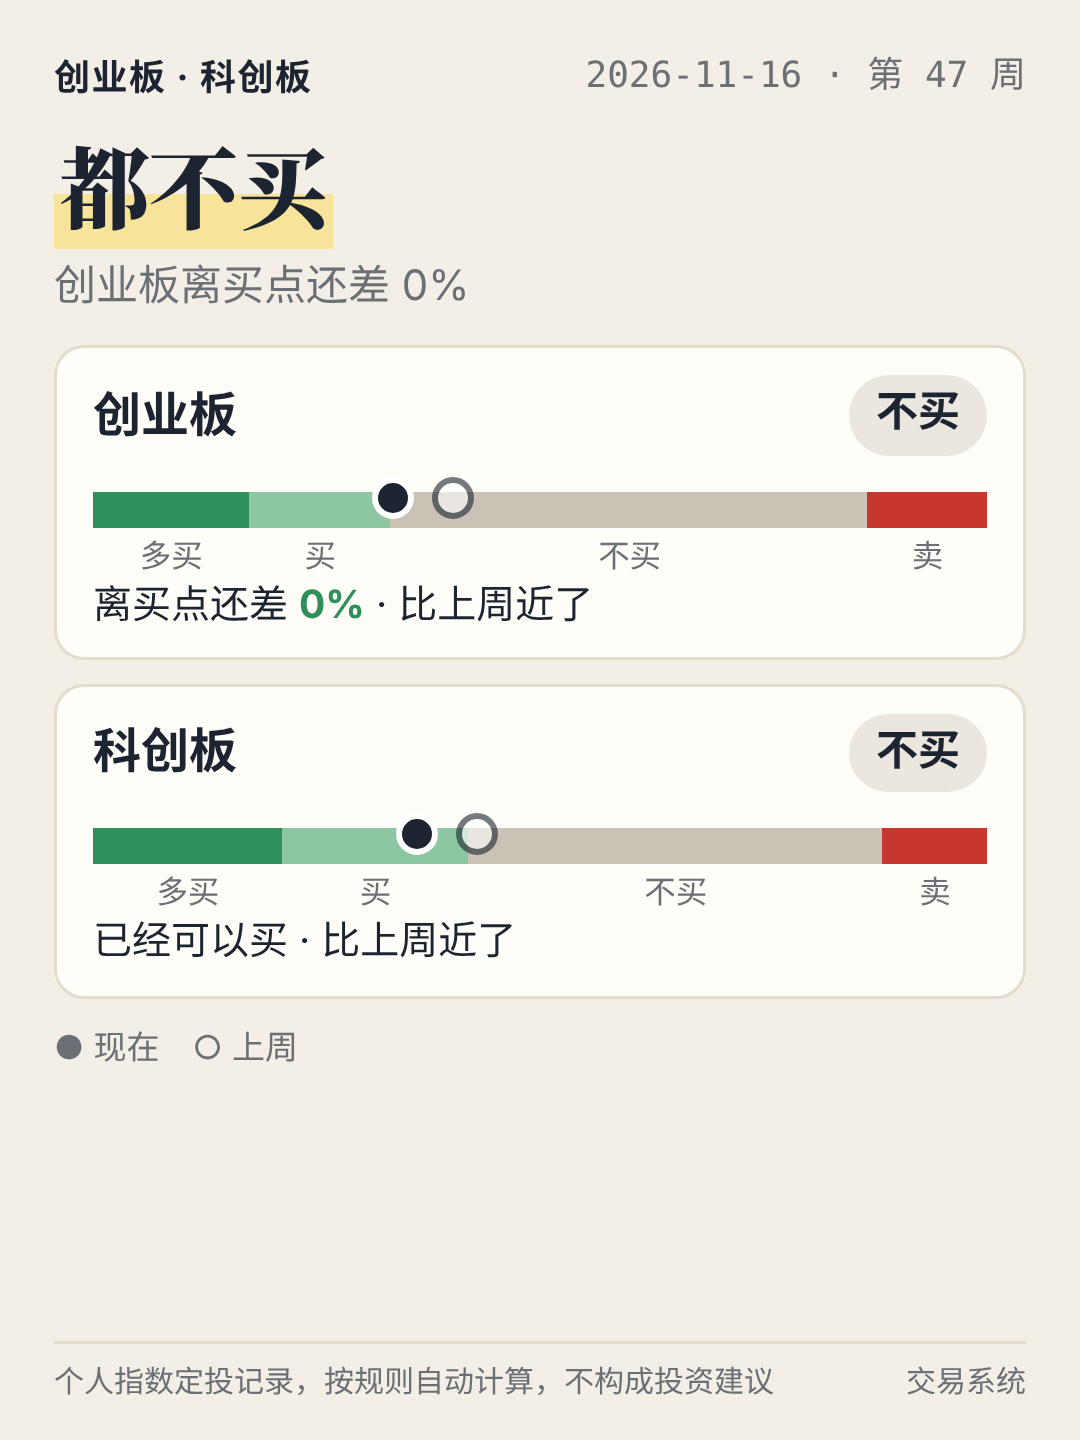 创业板 · 科创板
2026-11-16 · 第 47 周
都不买
创业板离买点还差 0%
创业板
不买
多买 买 不买 卖
离买点还差 0% · 比上周近了
科创板
不买
多买 买 不买 卖
已经可以买 · 比上周近了
现在 上周
个人指数定投记录，按规则自动计算，不构成投资建议
交易系统